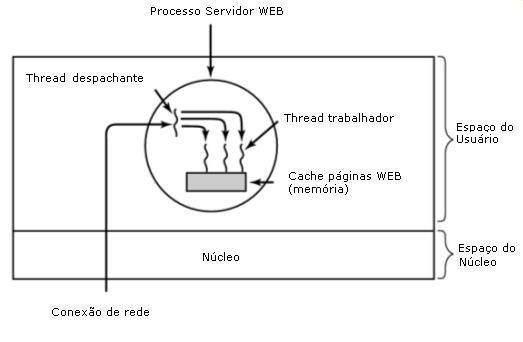 Processo Servidor WEB
Thread despachante
Thread trabalhador
Espaço do
Usuário
Cache páginas WEB
(memória)
Núcleo
Espaço do
Núcleo
Conexão de rede